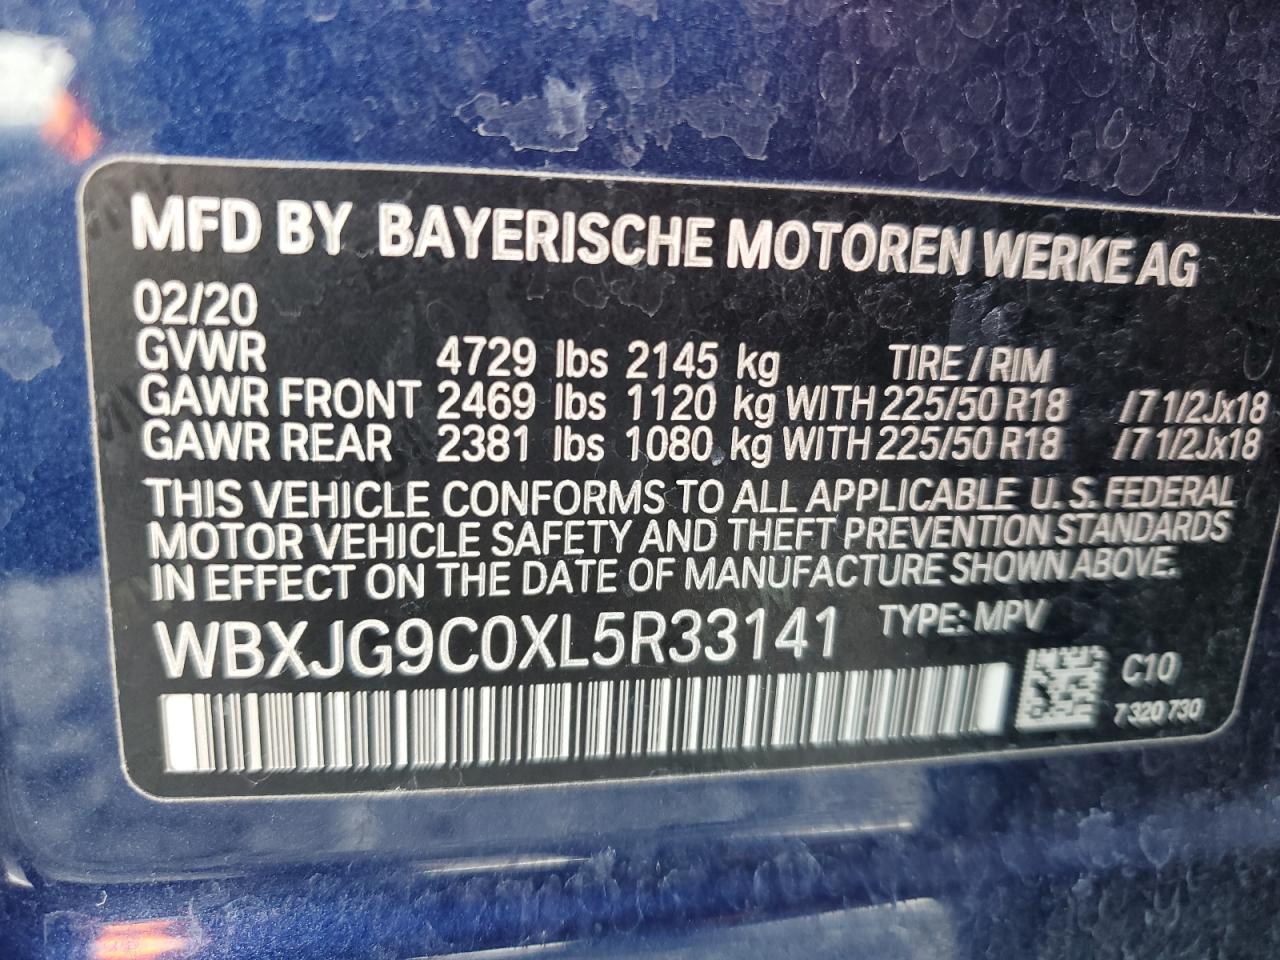 MFD BY BAYERISCHE MOTOREN WERKE AG
02/20
GVWR 4729 lbs 2145 kg TIRE / RIM
GAWR FRONT 2469 lbs 1120 kg WITH 225/50 R18 /7 1/2Jx18
GAWR REAR 2381 lbs 1080 kg WITH 225/50 R18 /7 1/2Jx18
THIS VEHICLE CONFORMS TO ALL APPLICABLE U. S. FEDERAL
MOTOR VEHICLE SAFETY AND THEFT PREVENTION STANDARDS
IN EFFECT ON THE DATE OF MANUFACTURE SHOWN ABOVE.
WBXJG9C0XL5R33141 TYPE: MPV
C10
7 320 730